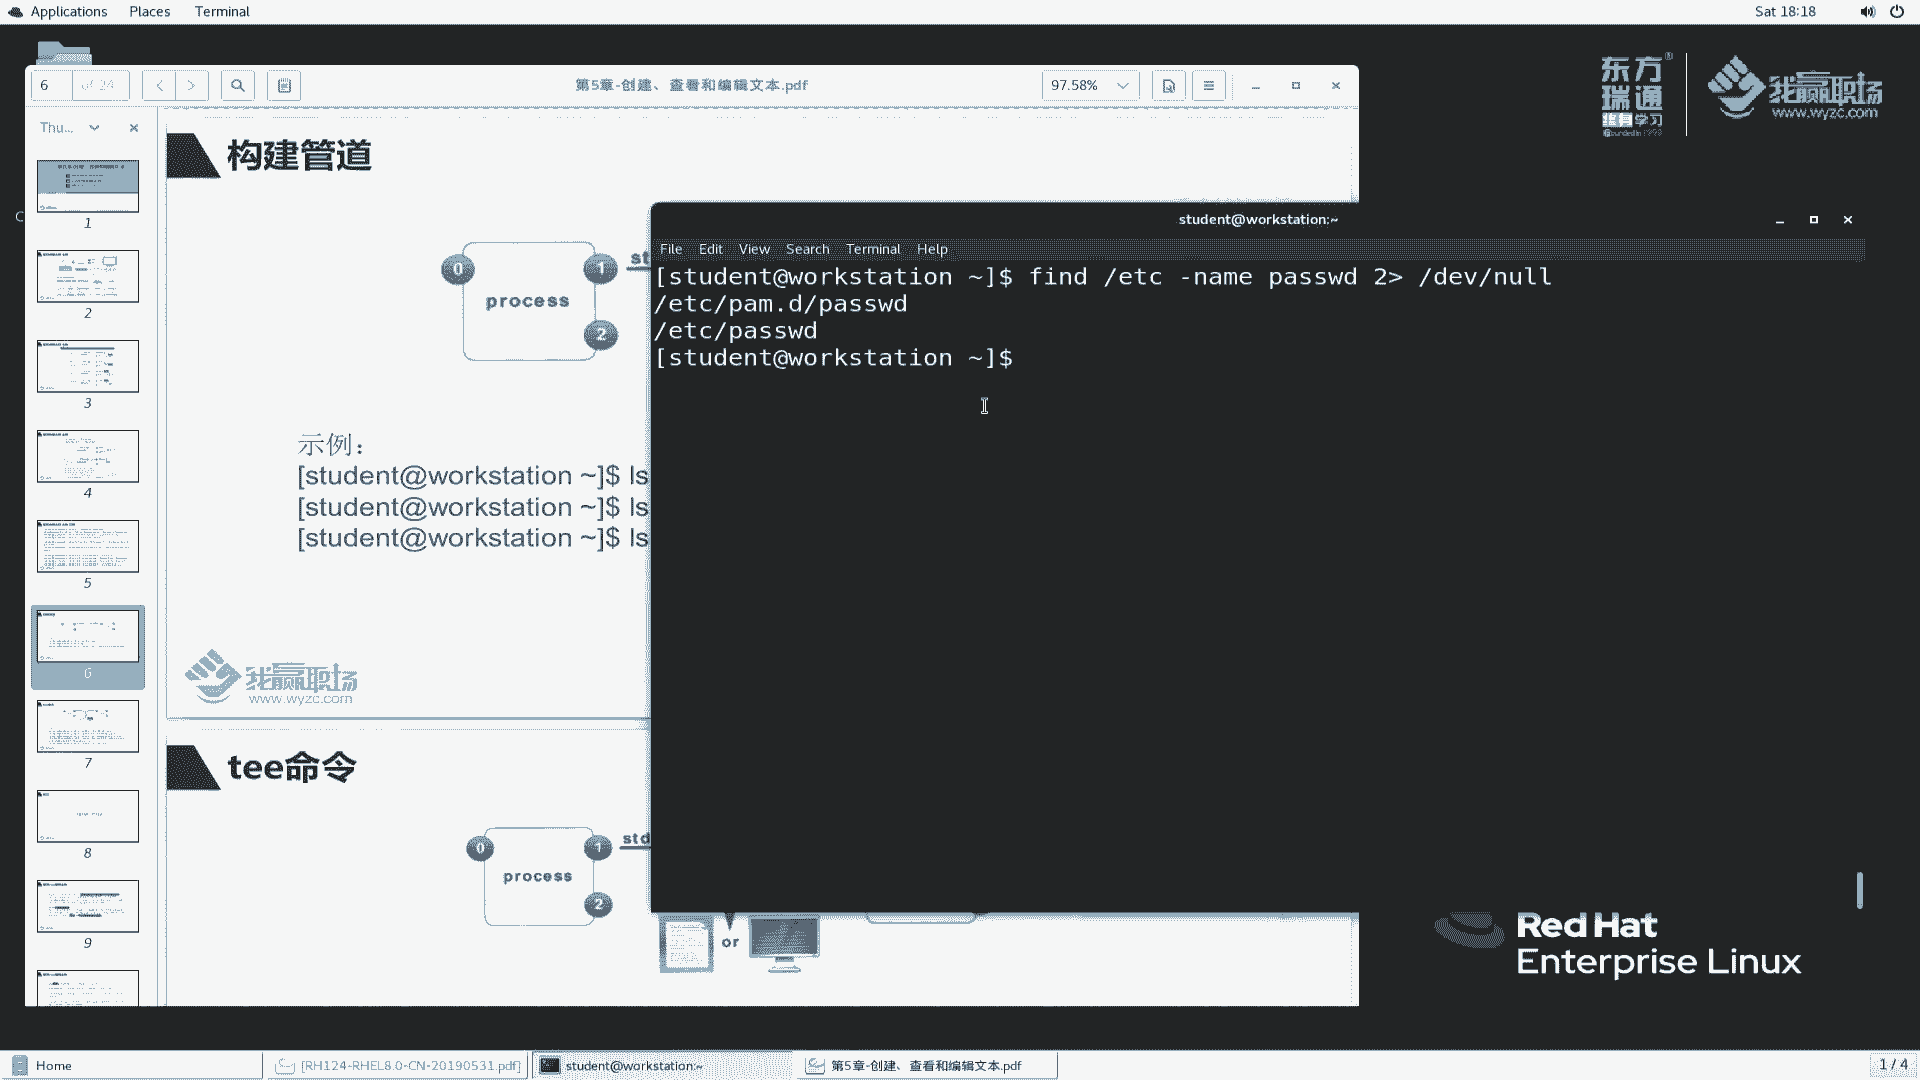 Applications Places Terminal
Sat 18:18
东方
瑞通
学习
我赢职场
www.wyzc.com
6
of 24
第5章-创建、查看和编辑文本.pdf
97.58%
Thu...
1
2
3
4
5
6
7
8
9
构建管道
0
1
2
process
st
示例：
[student@workstation ~]$ ls
[student@workstation ~]$ ls
[student@workstation ~]$ ls
我赢职场
www.wyzc.com
tee命令
0
1
2
process
std
or
student@workstation:~
File Edit View Search Terminal Help
[student@workstation ~]$ find /etc -name passwd 2> /dev/null
/etc/pam.d/passwd
/etc/passwd
[student@workstation ~]$
Red Hat
Enterprise Linux
Home
[RH124-RHEL8.0-CN-20190531.pdf]
student@workstation:~
第5章-创建、查看和编辑文本.pdf
1 / 4